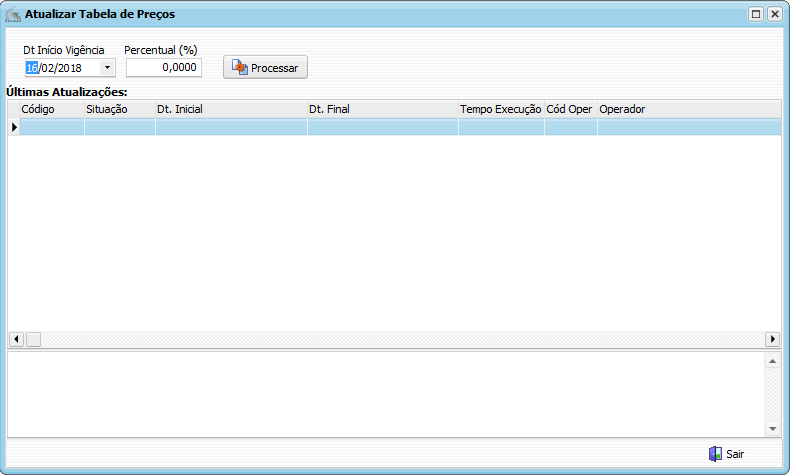 Atualizar Tabela de Preços
Dt Início Vigência Percentual (%)
16/02/2018 0,0000 Processar
Últimas Atualizações:
Código Situação Dt. Inicial Dt. Final Tempo Execução Cód Oper Operador
Sair